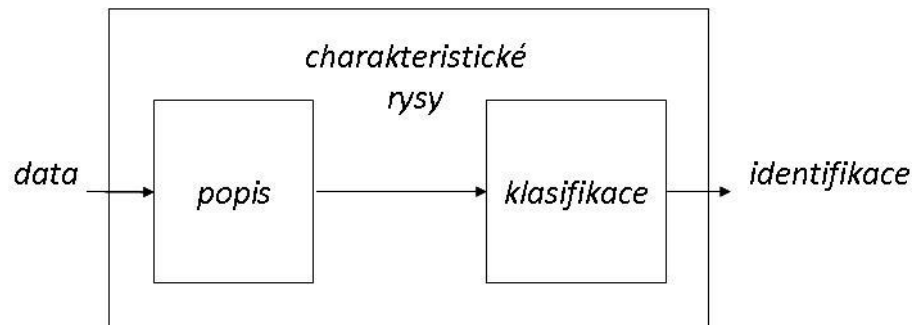 charakteristické
rysy
data
popis
klasifikace
identifikace